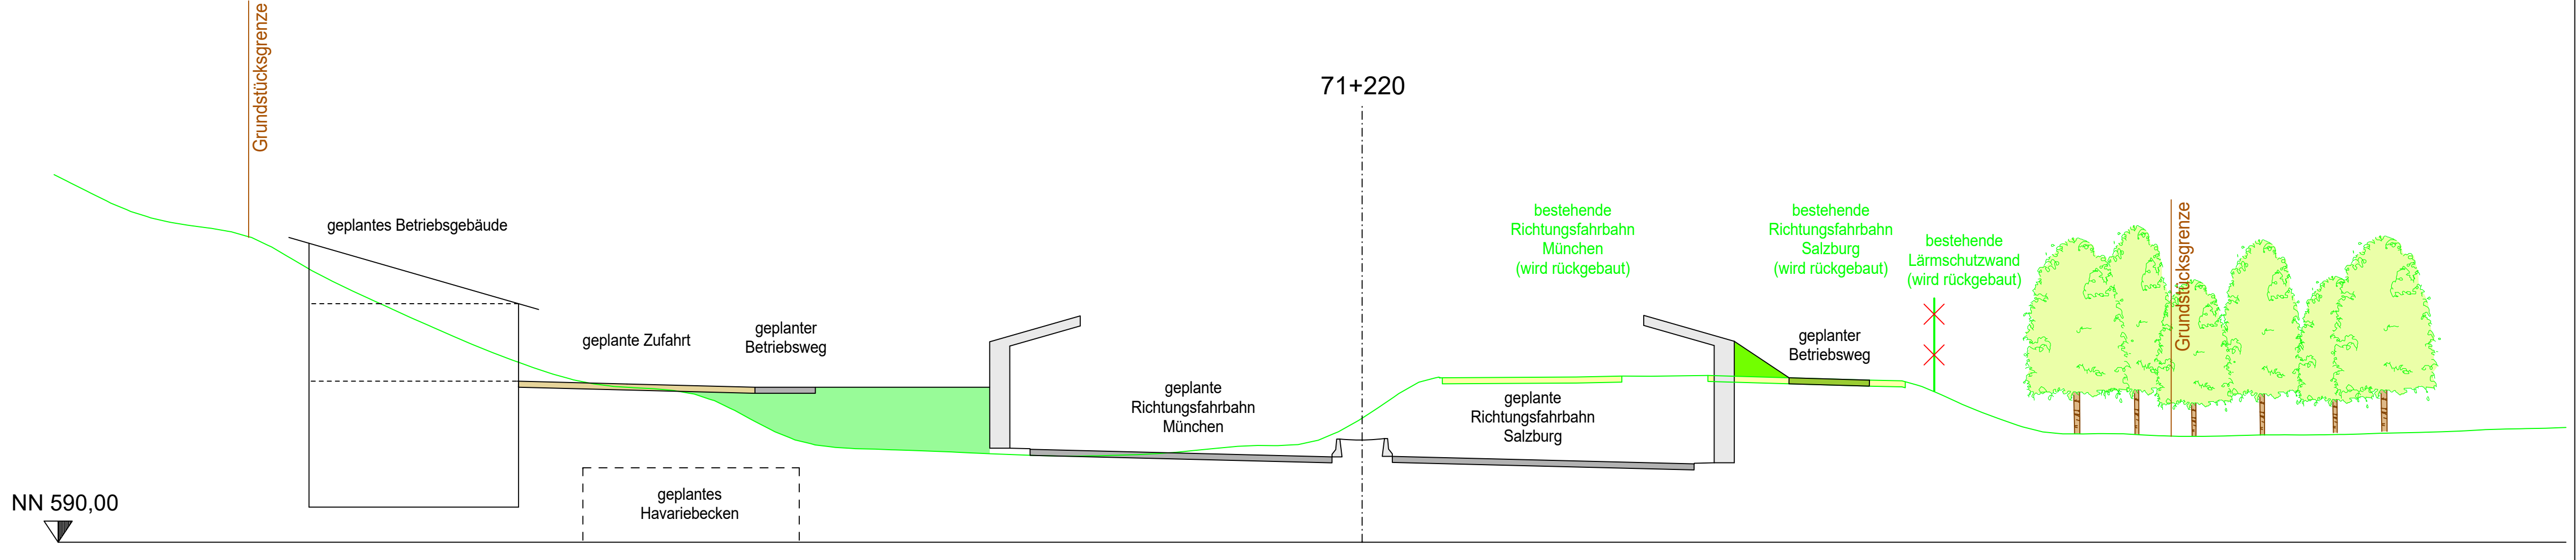 Grundstücksgrenze
71+220
geplantes Betriebsgebäude
geplante Zufahrt
geplanter
Betriebsweg
geplante
Richtungsfahrbahn
München
bestehende
Richtungsfahrbahn
München
(wird rückgebaut)
geplante
Richtungsfahrbahn
Salzburg
bestehende
Richtungsfahrbahn
Salzburg
(wird rückgebaut)
geplanter
Betriebsweg
bestehende
Lärmschutzwand
(wird rückgebaut)
Grundstücksgrenze
NN 590,00
geplantes
Havariebecken